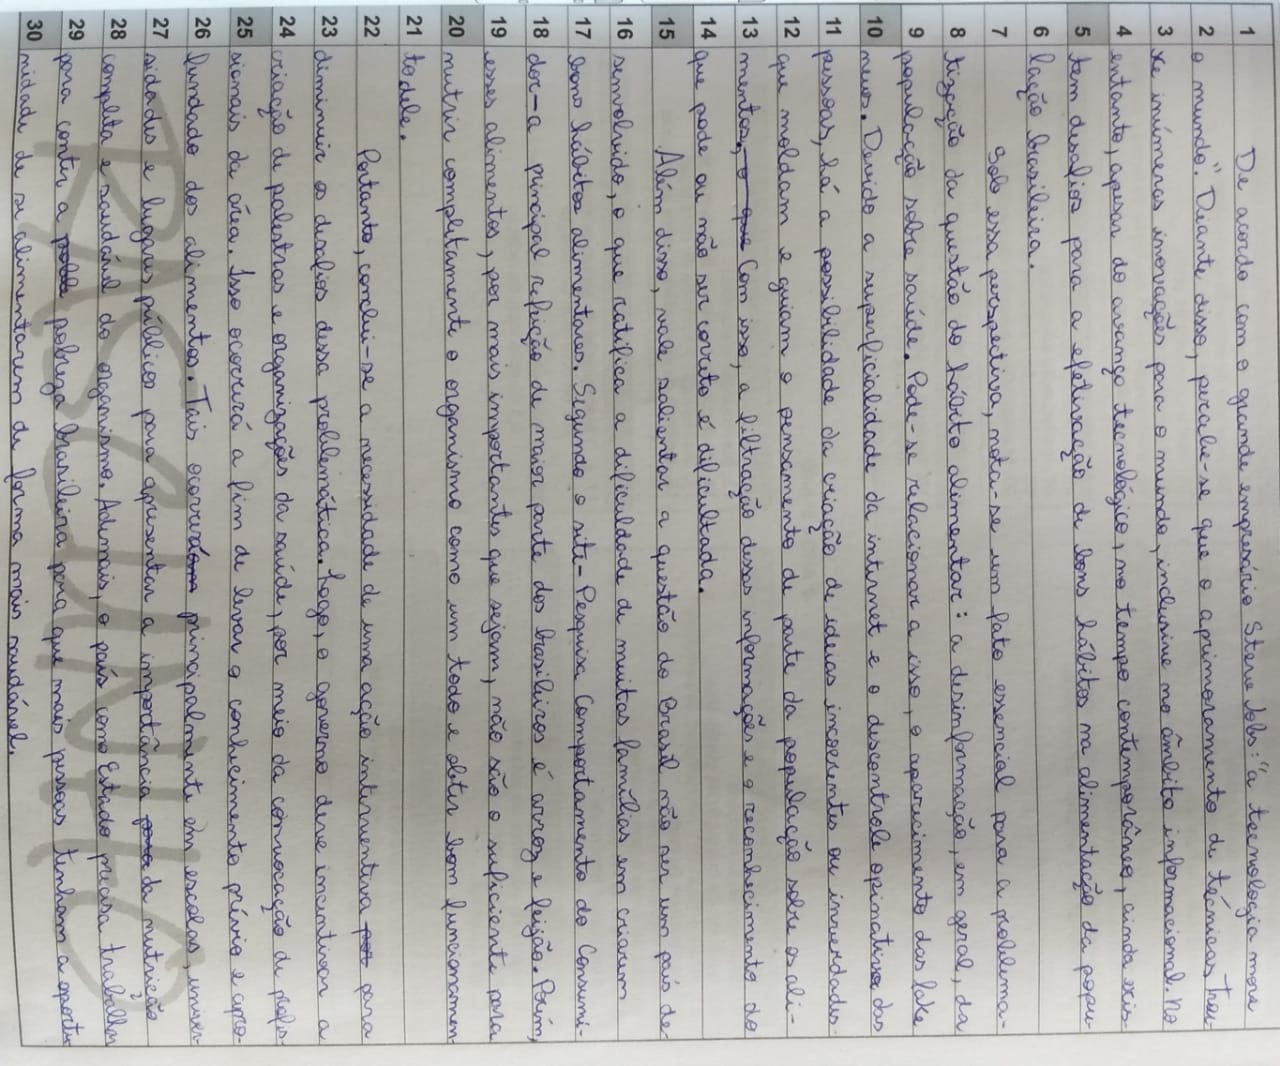 1 De acordo com o grande empresário Steve Jobs: "a tecnologia move
2 o mundo". Diante disso, percebe-se que o aprimoramento de técnicas trou-
3 xe inúmeras inovações para o mundo, inclusive no âmbito informacional. No
4 entanto, apesar do avanço tecnológico, no tempo contemporâneo, ainda exis-
5 tem desafios para a efetivação de bons hábitos na alimentação da popu-
6 lação brasileira.
7 Sob essa perspectiva, nota-se um fato essencial para a problema-
8 tização da questão do hábito alimentar: a desinformação, em geral, da
9 população sobre saúde. Pode-se relacionar a isso, o aparecimento das fake
10 news. Devido a superficialidade da internet e o descontrole opinativo das
11 pessoas, há a possibilidade da criação de ideias incoerentes ou inverdades
12 que moldam e guiam o pensamento de parte da população sobre os ali-
13 mentos, o que Com isso, a filtração dessas informações e o reconhecimento do
14 que pode ou não ser correto é dificultada.
15 Além disso, vale salientar a questão do Brasil não ser um país de-
16 senvolvido, o que ratifica a dificuldade de muitas famílias em criarem
17 bons hábitos alimentares. Segundo o site-Pesquisa Comportamento do Consumi-
18 dor-a principal refeição de maior parte dos brasileiros é arroz e feijão. Porém,
19 esses alimentos, por mais importantes que sejam, não são o suficiente para
20 nutrir completamente o organismo como um todo e obter bom funcionamen-
21 to dele.
22 Portanto, conclui-se a necessidade de uma ação interventiva para
23 diminuir os desafios dessa problemática. Logo, o governo deve incentivar a
24 criação de palestras e organizações da saúde, por meio da convocação de profis-
25 sionais da área. Isso ocorrerá a fim de levar o conhecimento prévio e apro-
26 fundado dos alimentos. Tais ocorrerão principalmente em escolas, univer-
27 sidades e lugares públicos para apresentar a importância para da nutrição
28 completa e saudável do organismo. Ademais, o país como Estado precisa trabalhar
29 para conter a pobreza brasileira para que mais pessoas tenham a oportu-
30 nidade de se alimentarem de forma mais saudável.
RASCUNHO